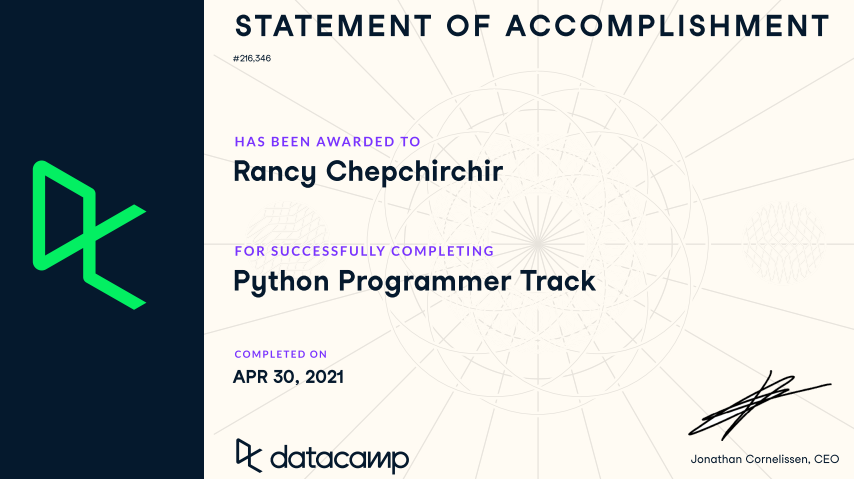 STATEMENT OF ACCOMPLISHMENT
#216,346
HAS BEEN AWARDED TO
Rancy Chepchirchir
FOR SUCCESSFULLY COMPLETING
Python Programmer Track
COMPLETED ON
APR 30, 2021
datacamp
Jonathan Cornelissen, CEO